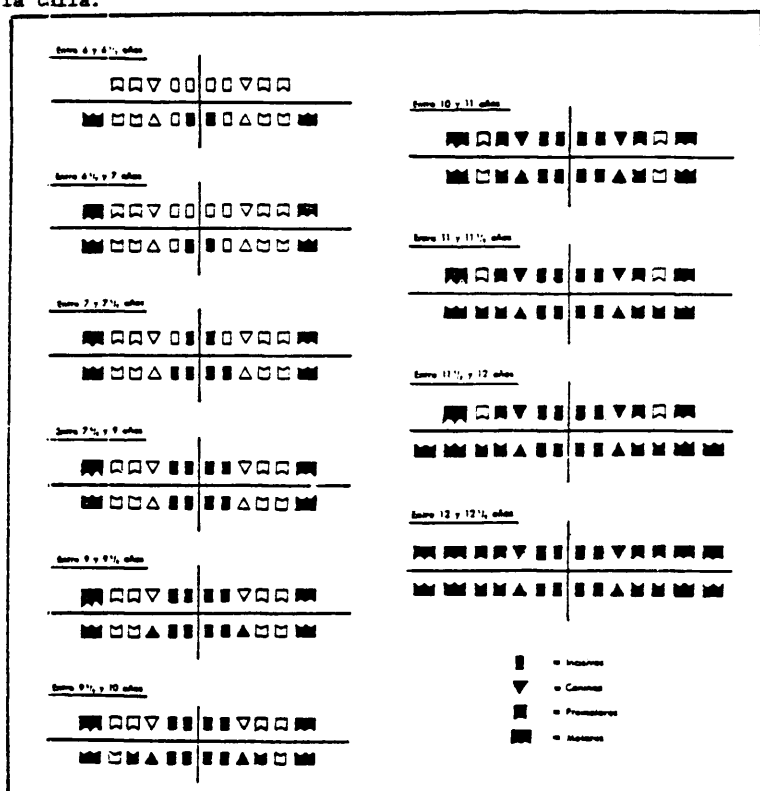 la
Entre 6 y 6½ años
Entre 6½ y 7 años
Entre 7 y 7½ años
Entre 7½ y 9 años
Entre 9 y 9½ años
Entre 9½ y 10 años
Entre 10 y 11 años
Entre 11 y 11½ años
Entre 11½ y 12 años
Entre 12 y 12½ años
= Incisivos
= Caninos
= Premolares
= Molares